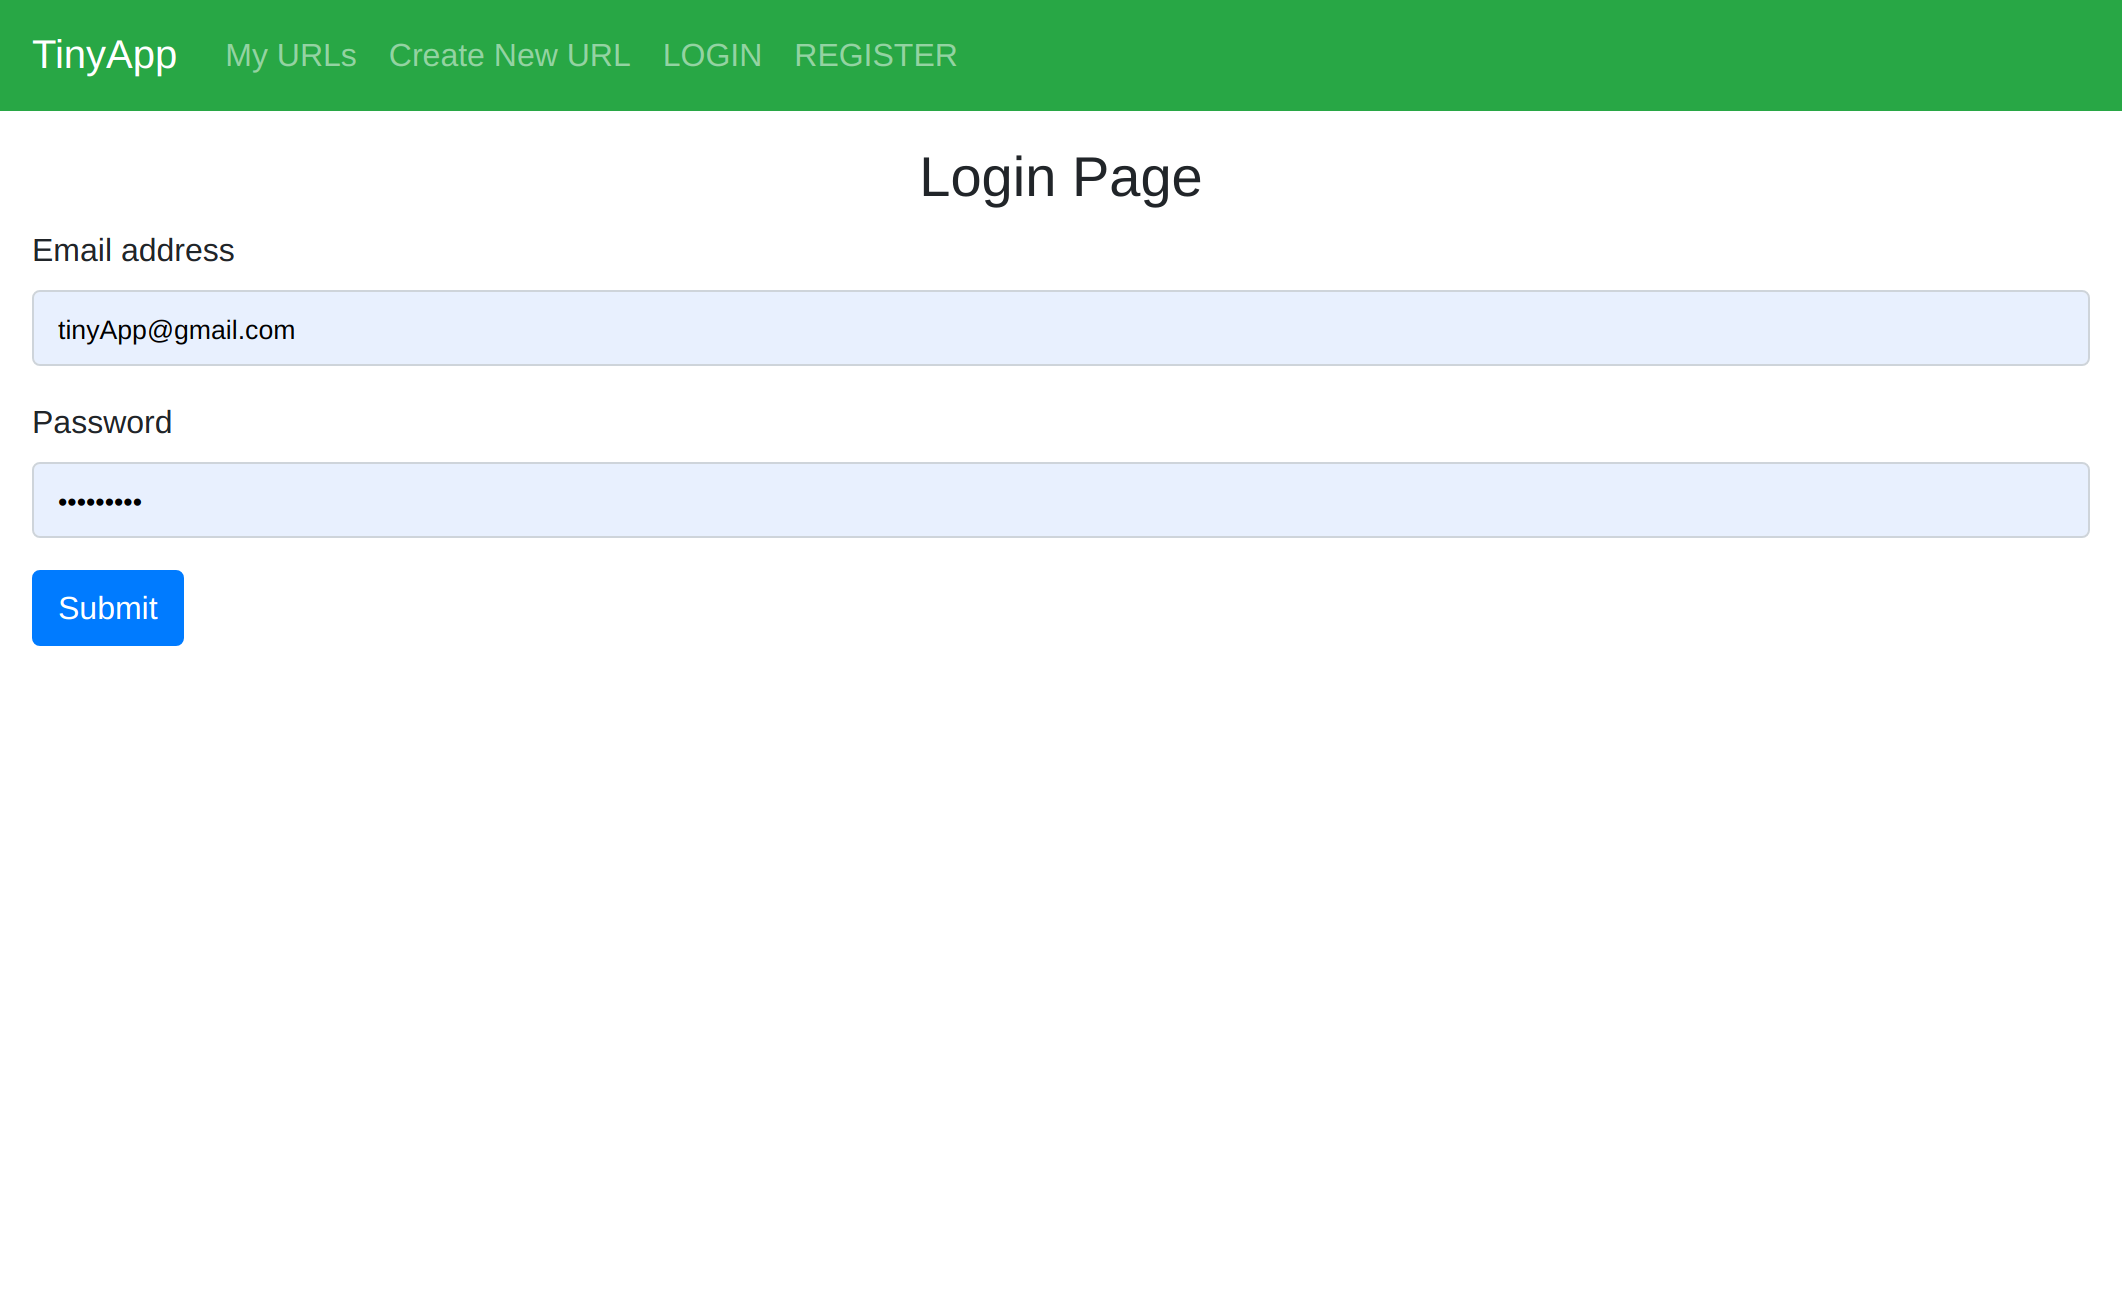 TinyApp My URLs Create New URL LOGIN REGISTER
Login Page
Email address
tinyApp@gmail.com
Password
•••••••••
Submit